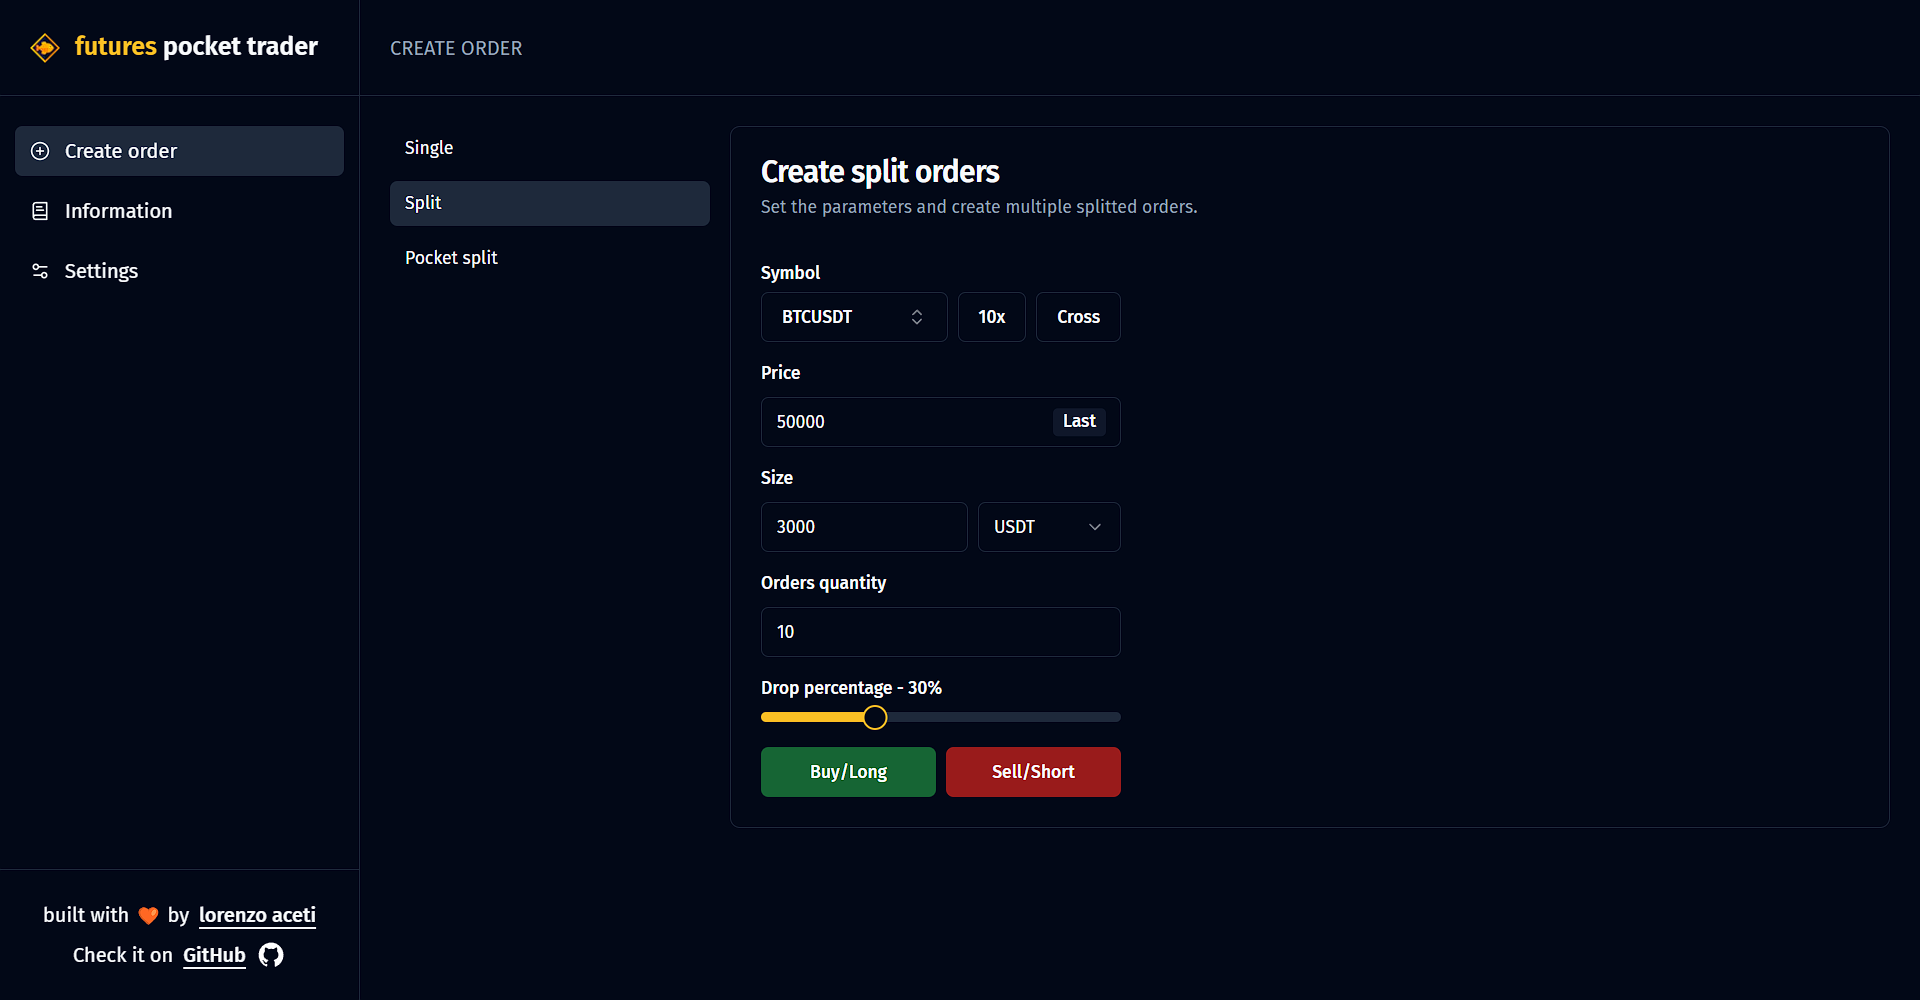 futures pocket trader
CREATE ORDER
Create order
Information
Settings
Single
Split
Pocket split
Create split orders
Set the parameters and create multiple splitted orders.
Symbol
BTCUSDT 10x Cross
Price
50000 Last
Size
3000 USDT
Orders quantity
10
Drop percentage - 30%
Buy/Long Sell/Short
built with 🧡 by lorenzo aceti
Check it on GitHub